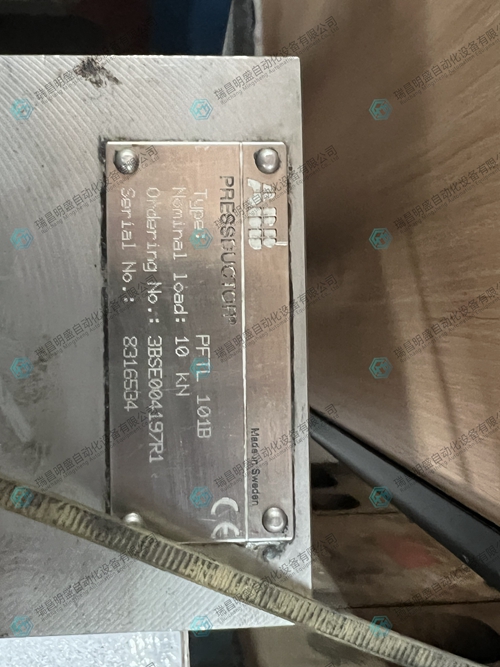 ABB
PRESSDUCTOR®
Made in Sweden
Type: PFTL 101B
Nominal load: 10 kN
Ordering No.: 3BSE004197R1
Serial No.: 8316534
CE
瑞昌明盛自动化设备有限公司